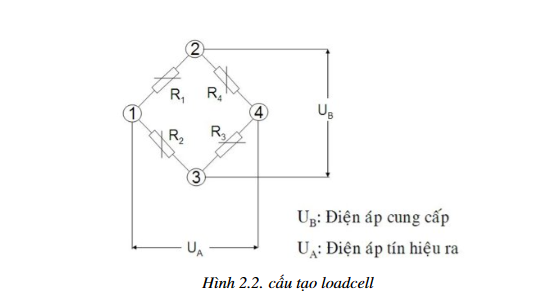 2
R1 R4
1 4 UB
R2 R3
3
UB: Điện áp cung cấp
UA UA: Điện áp tín hiệu ra
Hình 2.2. cấu tạo loadcell